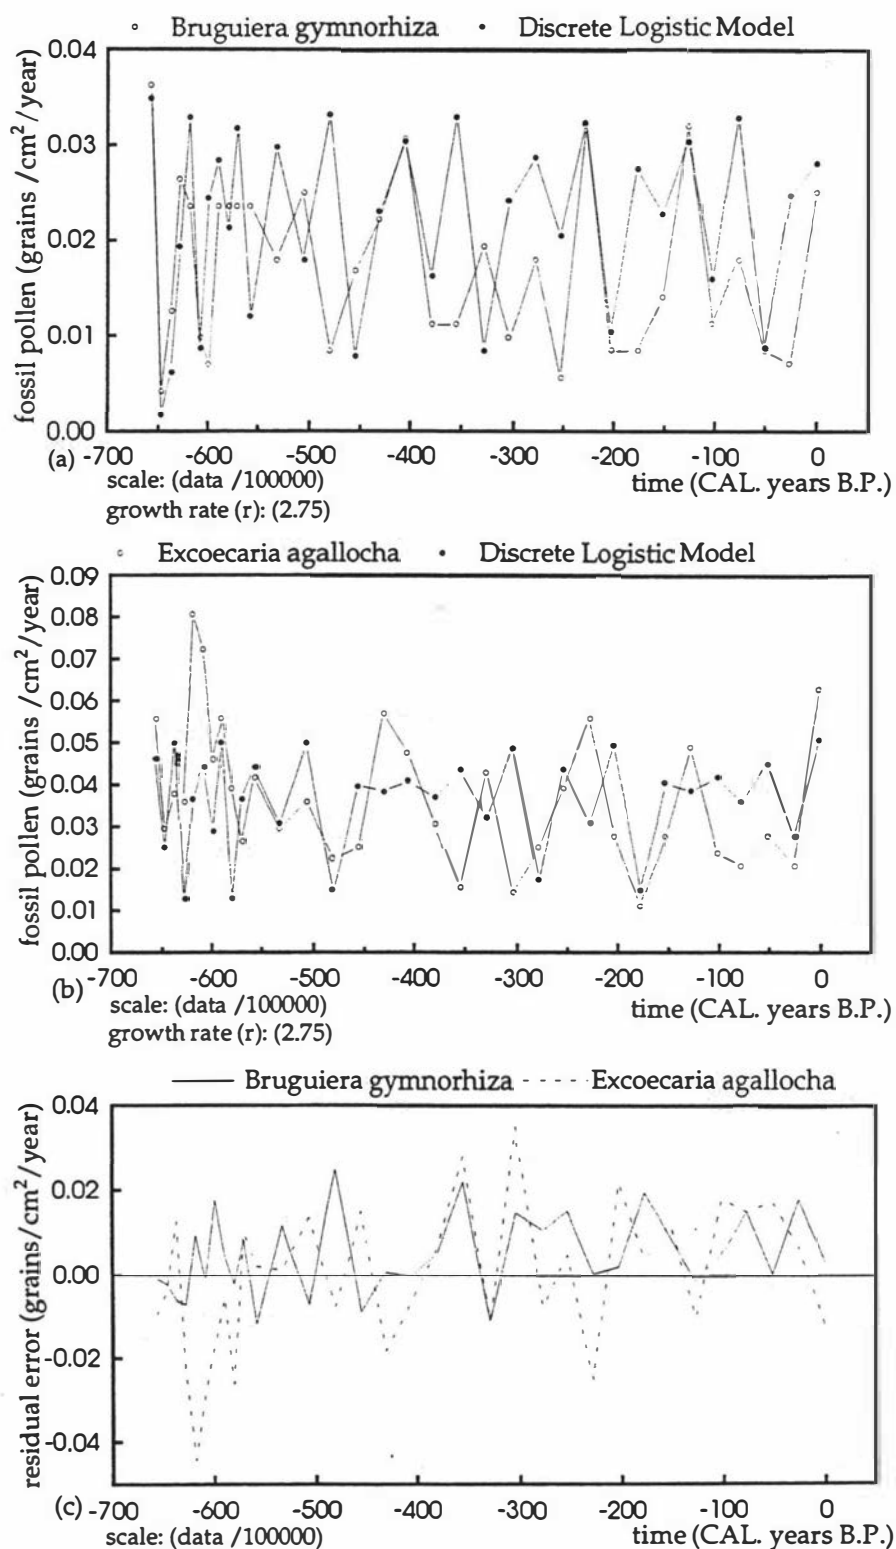 ◦ Bruguiera gymnorhiza • Discrete Logistic Model
fossil pollen (grains /cm²/year)
0.04
0.03
0.02
0.01
0.00
(a) -700 -600 -500 -400 -300 -200 -100 0
scale: (data /100000) time (CAL. years B.P.)
growth rate (r): (2.75)
◦ Excoecaria agallocha • Discrete Logistic Model
fossil pollen (grains /cm²/year)
0.09
0.08
0.07
0.06
0.05
0.04
0.03
0.02
0.01
0.00
(b) -700 -600 -500 -400 -300 -200 -100 0
scale: (data /100000) time (CAL. years B.P.)
growth rate (r): (2.75)
Bruguiera gymnorhiza - - - - - Excoecaria agallocha
residual error (grains/cm²/year)
0.04
0.02
0.00
-0.02
-0.04
(c) -700 -600 -500 -400 -300 -200 -100 0
scale: (data /100000) time (CAL. years B.P.)